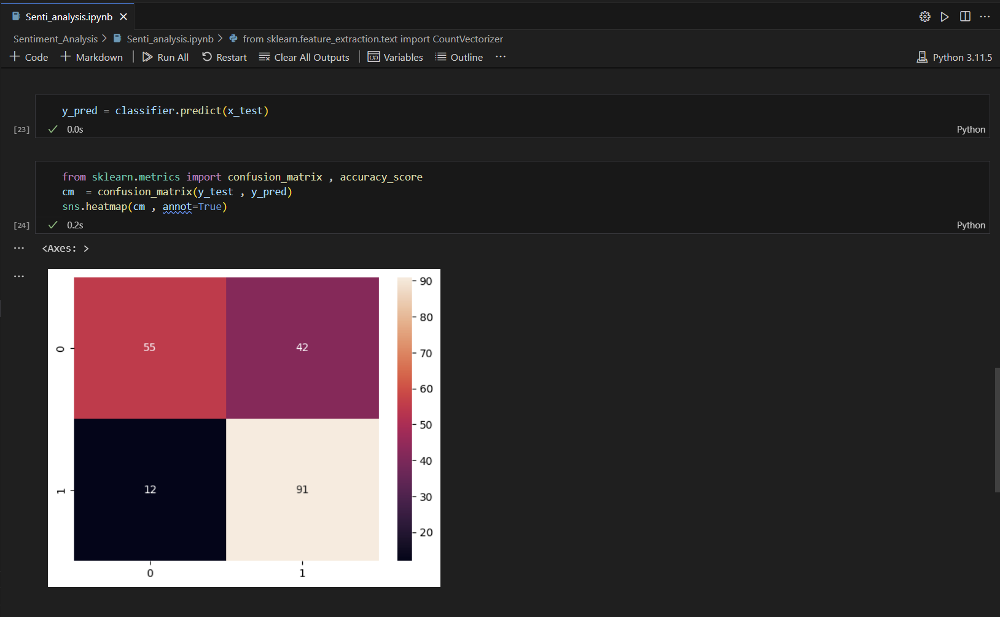 Senti_analysis.ipynb
Sentiment_Analysis > Senti_analysis.ipynb > from sklearn.feature_extraction.text import CountVectorizer
+ Code + Markdown | Run All Restart Clear All Outputs | Variables Outline ... Python 3.11.5
y_pred = classifier.predict(x_test)
[23] 0.0s Python
from sklearn.metrics import confusion_matrix , accuracy_score
cm  = confusion_matrix(y_test , y_pred)
sns.heatmap(cm , annot=True)
[24] 0.2s Python
<Axes: >
90
80
70
60
50
40
30
20
0
55 42
1
12 91
0 1